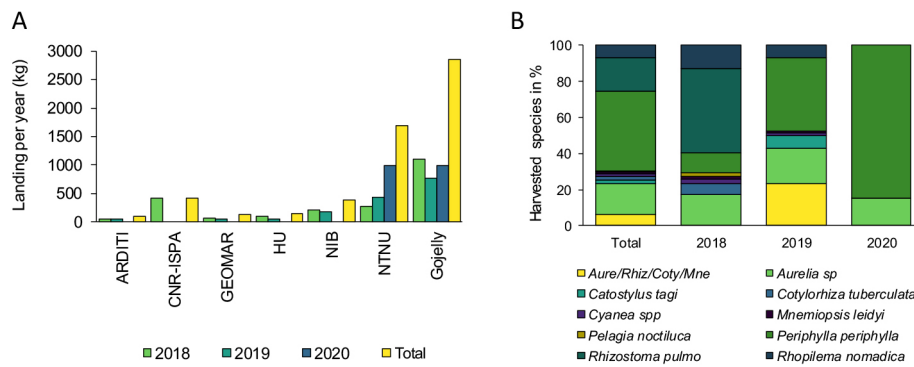 A
Landing per year (kg)
3000
2500
2000
1500
1000
500
0
ARDITI
CNR-ISPA
GEOMAR
HU
NIB
NTNU
Gojelly
2018 2019 2020 Total
B
Harvested species in %
100
80
60
40
20
0
Total 2018 2019 2020
Aure/Rhiz/Coty/Mne Aurelia sp
Catostylus tagi Cotylorhiza tuberculata
Cyanea spp Mnemiopsis leidyi
Pelagia noctiluca Periphylla periphylla
Rhizostoma pulmo Rhopilema nomadica